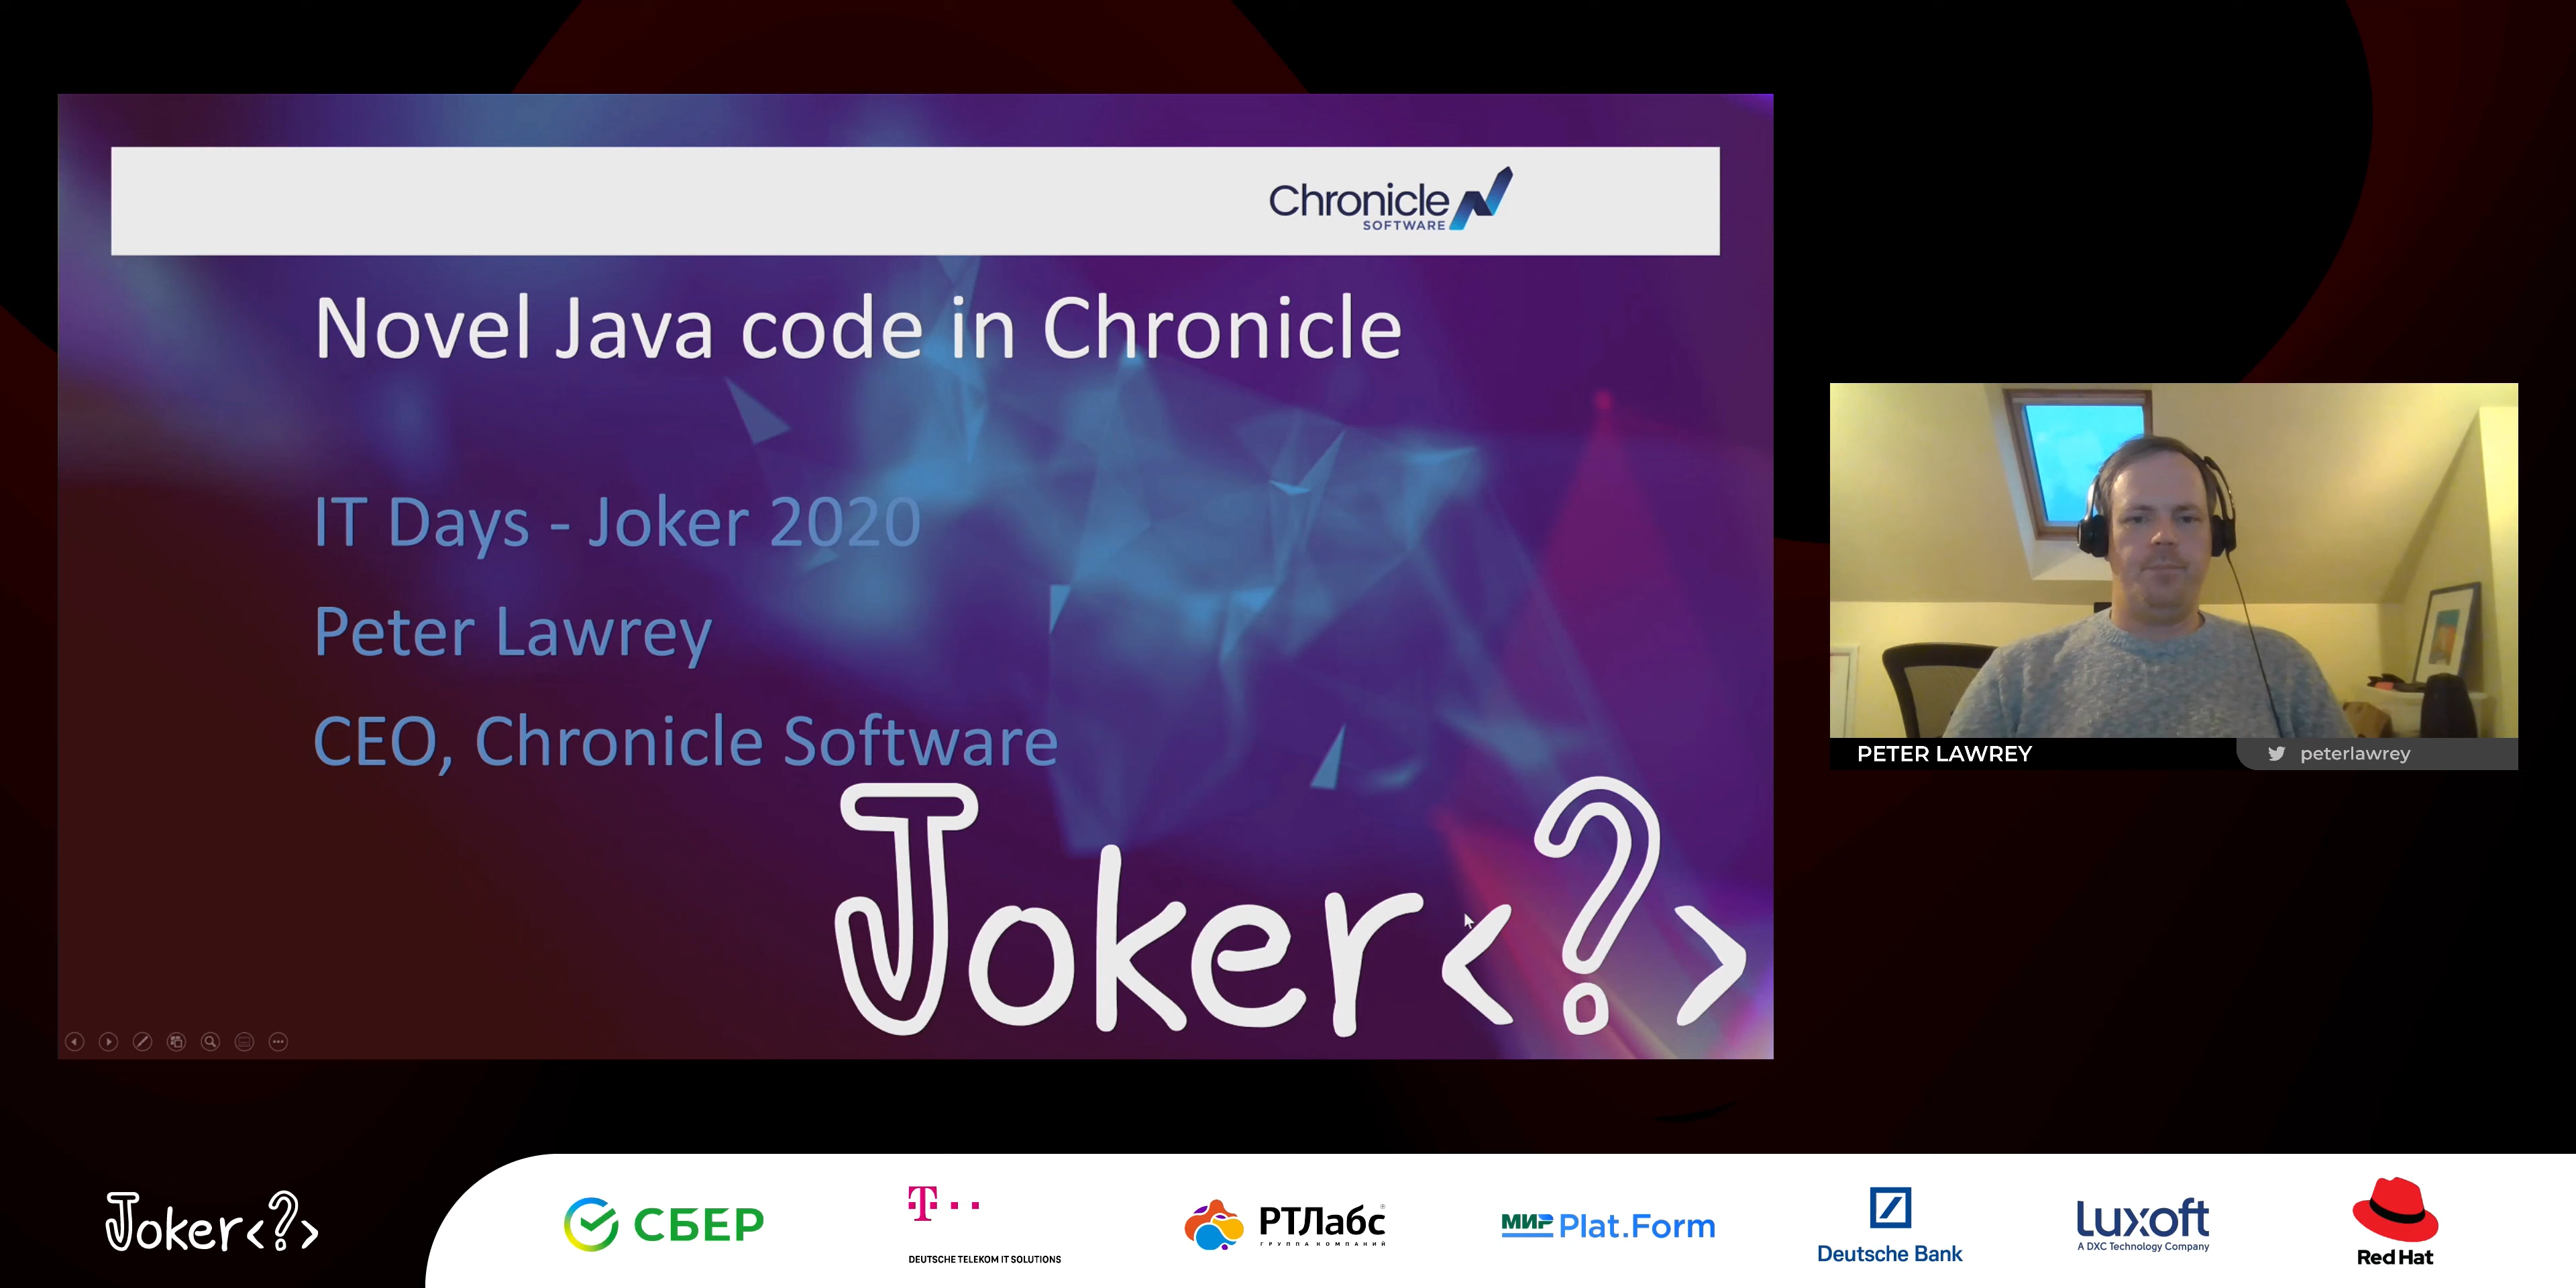 Chronicle
SOFTWARE
Novel Java code in Chronicle
IT Days - Joker 2020
Peter Lawrey
CEO, Chronicle Software
Joker<?>
PETER LAWREY
peterlawrey
Joker<?>
СБЕР
T
DEUTSCHE TELEKOM IT SOLUTIONS
РТЛабс
ГРУППА КОМПАНИЙ
МИР Plat.Form
Deutsche Bank
Luxoft
A DXC Technology Company
Red Hat